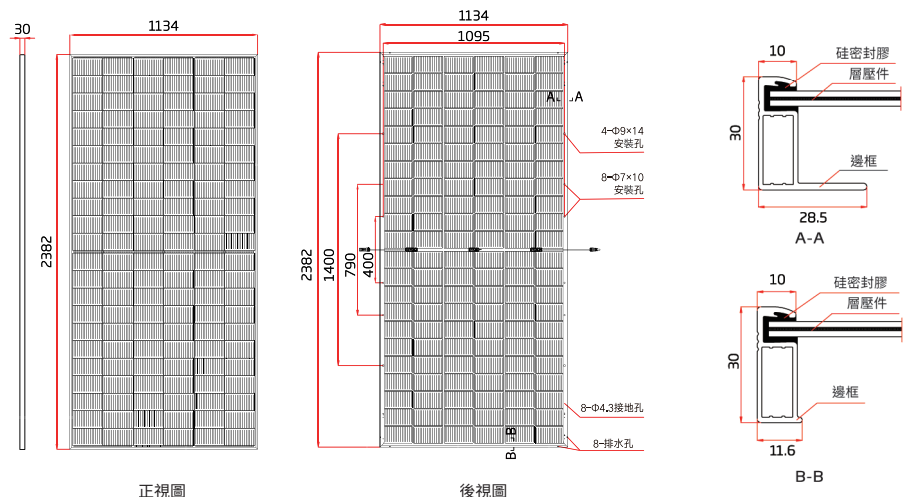 30
1134
2382
正視圖
1134
1095
A A
2382
1400
790
400
4-Φ9×14
安裝孔
8-Φ7×10
安裝孔
8-Φ4.3接地孔
8-排水孔
B-B
後視圖
10
硅密封膠
層壓件
30
邊框
28.5
A-A
10
硅密封膠
層壓件
30
邊框
11.6
B-B